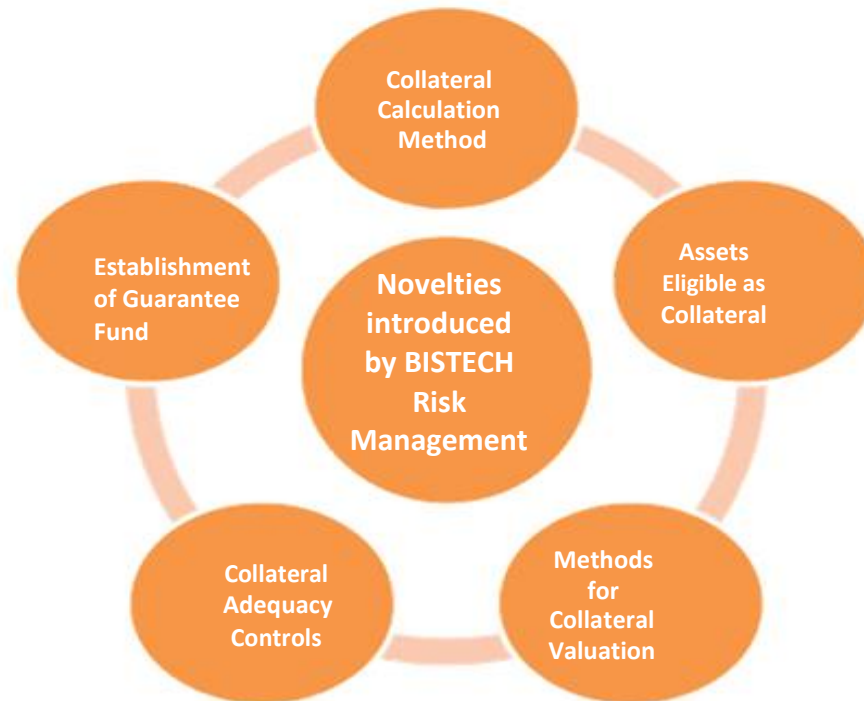 Collateral
Calculation
Method
Assets
Eligible as
Collateral
Establishment
of Guarantee
Fund
Novelties
introduced
by BISTECH
Risk
Management
Collateral
Adequacy
Controls
Methods
for
Collateral
Valuation